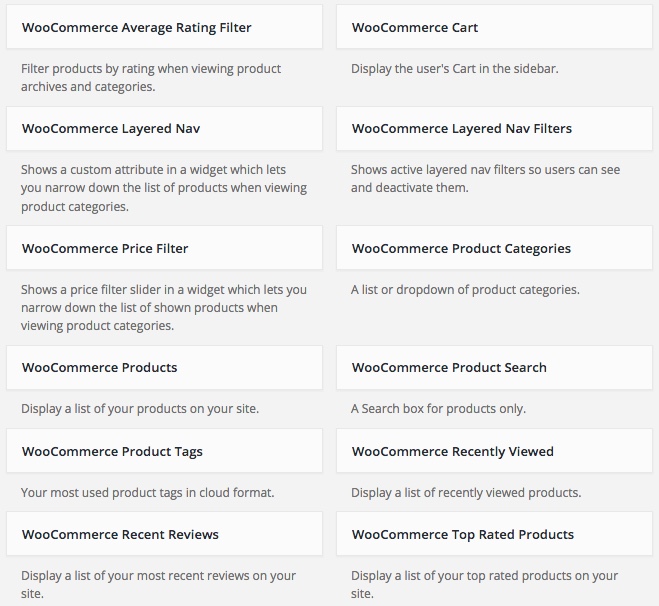 WooCommerce Average Rating Filter
WooCommerce Cart
Filter products by rating when viewing product
archives and categories.
Display the user's Cart in the sidebar.
WooCommerce Layered Nav
WooCommerce Layered Nav Filters
Shows a custom attribute in a widget which lets
you narrow down the list of products when viewing
product categories.
Shows active layered nav filters so users can see
and deactivate them.
WooCommerce Price Filter
WooCommerce Product Categories
Shows a price filter slider in a widget which lets you
narrow down the list of shown products when
viewing product categories.
A list or dropdown of product categories.
WooCommerce Products
WooCommerce Product Search
Display a list of your products on your site.
A Search box for products only.
WooCommerce Product Tags
WooCommerce Recently Viewed
Your most used product tags in cloud format.
Display a list of recently viewed products.
WooCommerce Recent Reviews
WooCommerce Top Rated Products
Display a list of your most recent reviews on your
site.
Display a list of your top rated products on your
site.